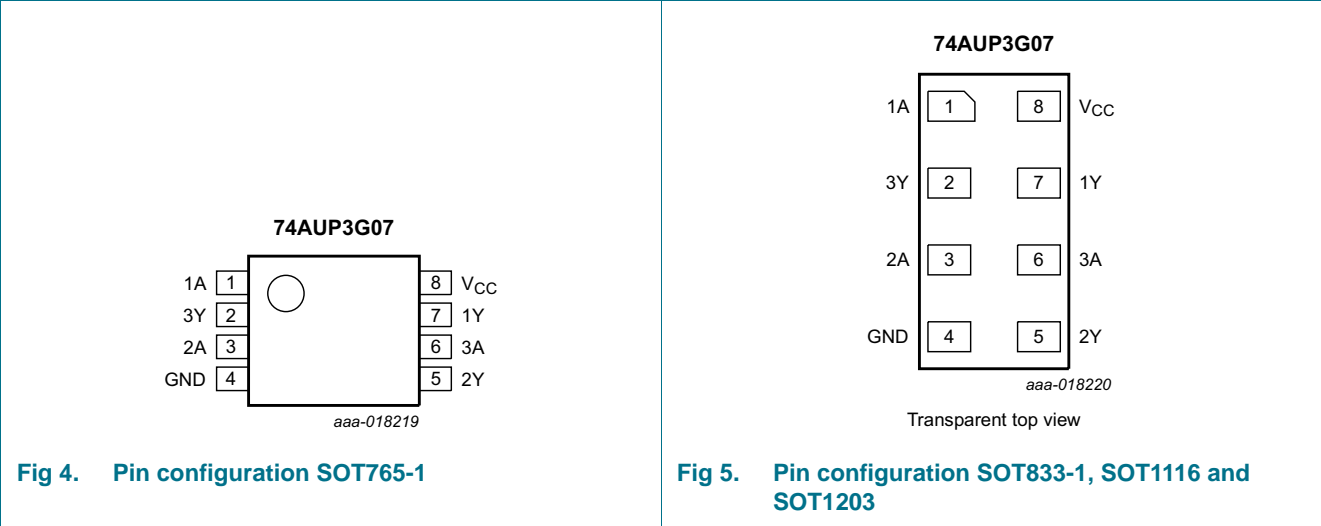 74AUP3G07
1A 1 8 VCC
3Y 2 7 1Y
2A 3 6 3A
GND 4 5 2Y
aaa-018219
Fig 4. Pin configuration SOT765-1
74AUP3G07
1A 1 8 VCC
3Y 2 7 1Y
2A 3 6 3A
GND 4 5 2Y
aaa-018220
Transparent top view
Fig 5. Pin configuration SOT833-1, SOT1116 and
SOT1203